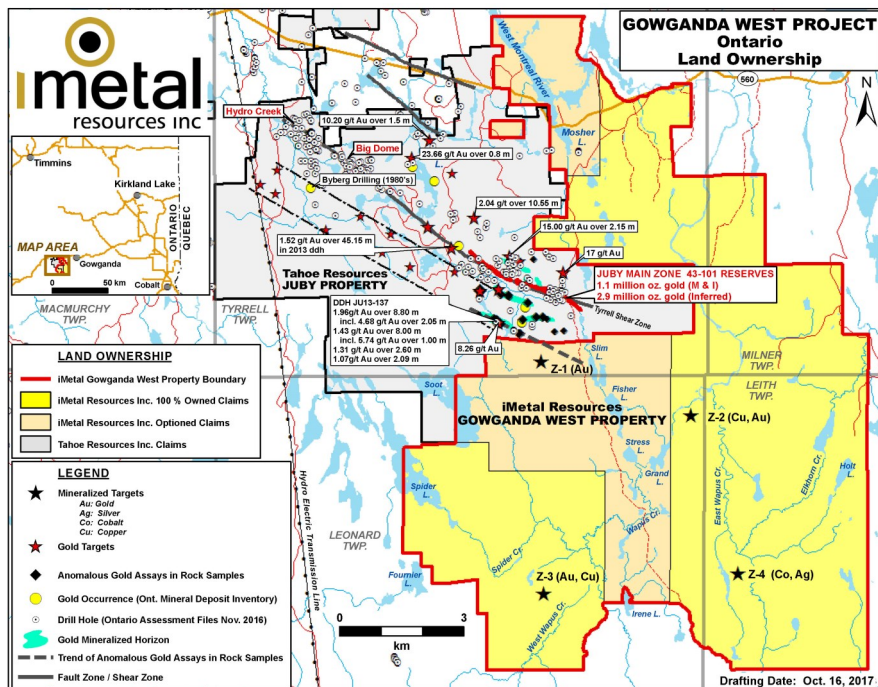 imetal
resources inc
GOWGANDA WEST PROJECT
Ontario
Land Ownership
560
N
West Montreal River
Mosher L.
Hydro Creek
10.20 g/t Au over 1.5 m
Big Dome
23.66 g/t Au over 0.8 m
Byberg Drilling (1980's)
2.04 g/t over 10.55 m
15.00 g/t Au over 2.15 m
1.52 g/t Au over 45.15 m
in 2013 ddh
17 g/t Au
Tahoe Resources
JUBY PROPERTY
JUBY MAIN ZONE 43-101 RESERVES
1.1 million oz. gold (M & I)
2.9 million oz. gold (Inferred)
Tyrrell Shear Zone
DDH JU13-137
1.96g/t Au over 8.80 m
incl. 4.68 g/t Au over 2.05 m
1.43 g/t Au over 8.00 m
incl. 5.74 g/t Au over 1.00 m
1.31 g/t Au over 2.60 m
1.07g/t Au over 2.09 m
8.26 g/t Au
Timmins
Kirkland Lake
ONTARIO
QUEBEC
MAP AREA
Gowganda
Cobalt
0 50 km
MACMURCHY
TWP.
TYRRELL
TWP.
MILNER
TWP.
LEITH
TWP.
LEONARD
TWP.
Slim L.
Z-1 (Au)
Soot L.
Fisher L.
iMetal Resources
GOWGANDA WEST PROPERTY
Z-2 (Cu, Au)
Stress L.
Grand L.
Spider L.
Wapus Cr.
East Wapus Cr.
Elkhorn Cr.
Holt L.
Spider Cr.
Fournier L.
Z-3 (Au, Cu)
Z-4 (Co, Ag)
West Wapus Cr.
Irene L.
Hydro Electric Transmission Line
LAND OWNERSHIP
iMetal Gowganda West Property Boundary
iMetal Resources Inc. 100 % Owned Claims
iMetal Resources Inc. Optioned Claims
Tahoe Resources Inc. Claims
LEGEND
Mineralized Targets
Au: Gold
Ag: Silver
Co: Cobalt
Cu: Copper
Gold Targets
Anomalous Gold Assays in Rock Samples
Gold Occurrence (Ont. Mineral Deposit Inventory)
Drill Hole (Ontario Assessment Files Nov. 2016)
Gold Mineralized Horizon
Trend of Anomalous Gold Assays in Rock Samples
Fault Zone / Shear Zone
0 3
km
Drafting Date: Oct. 16, 2017